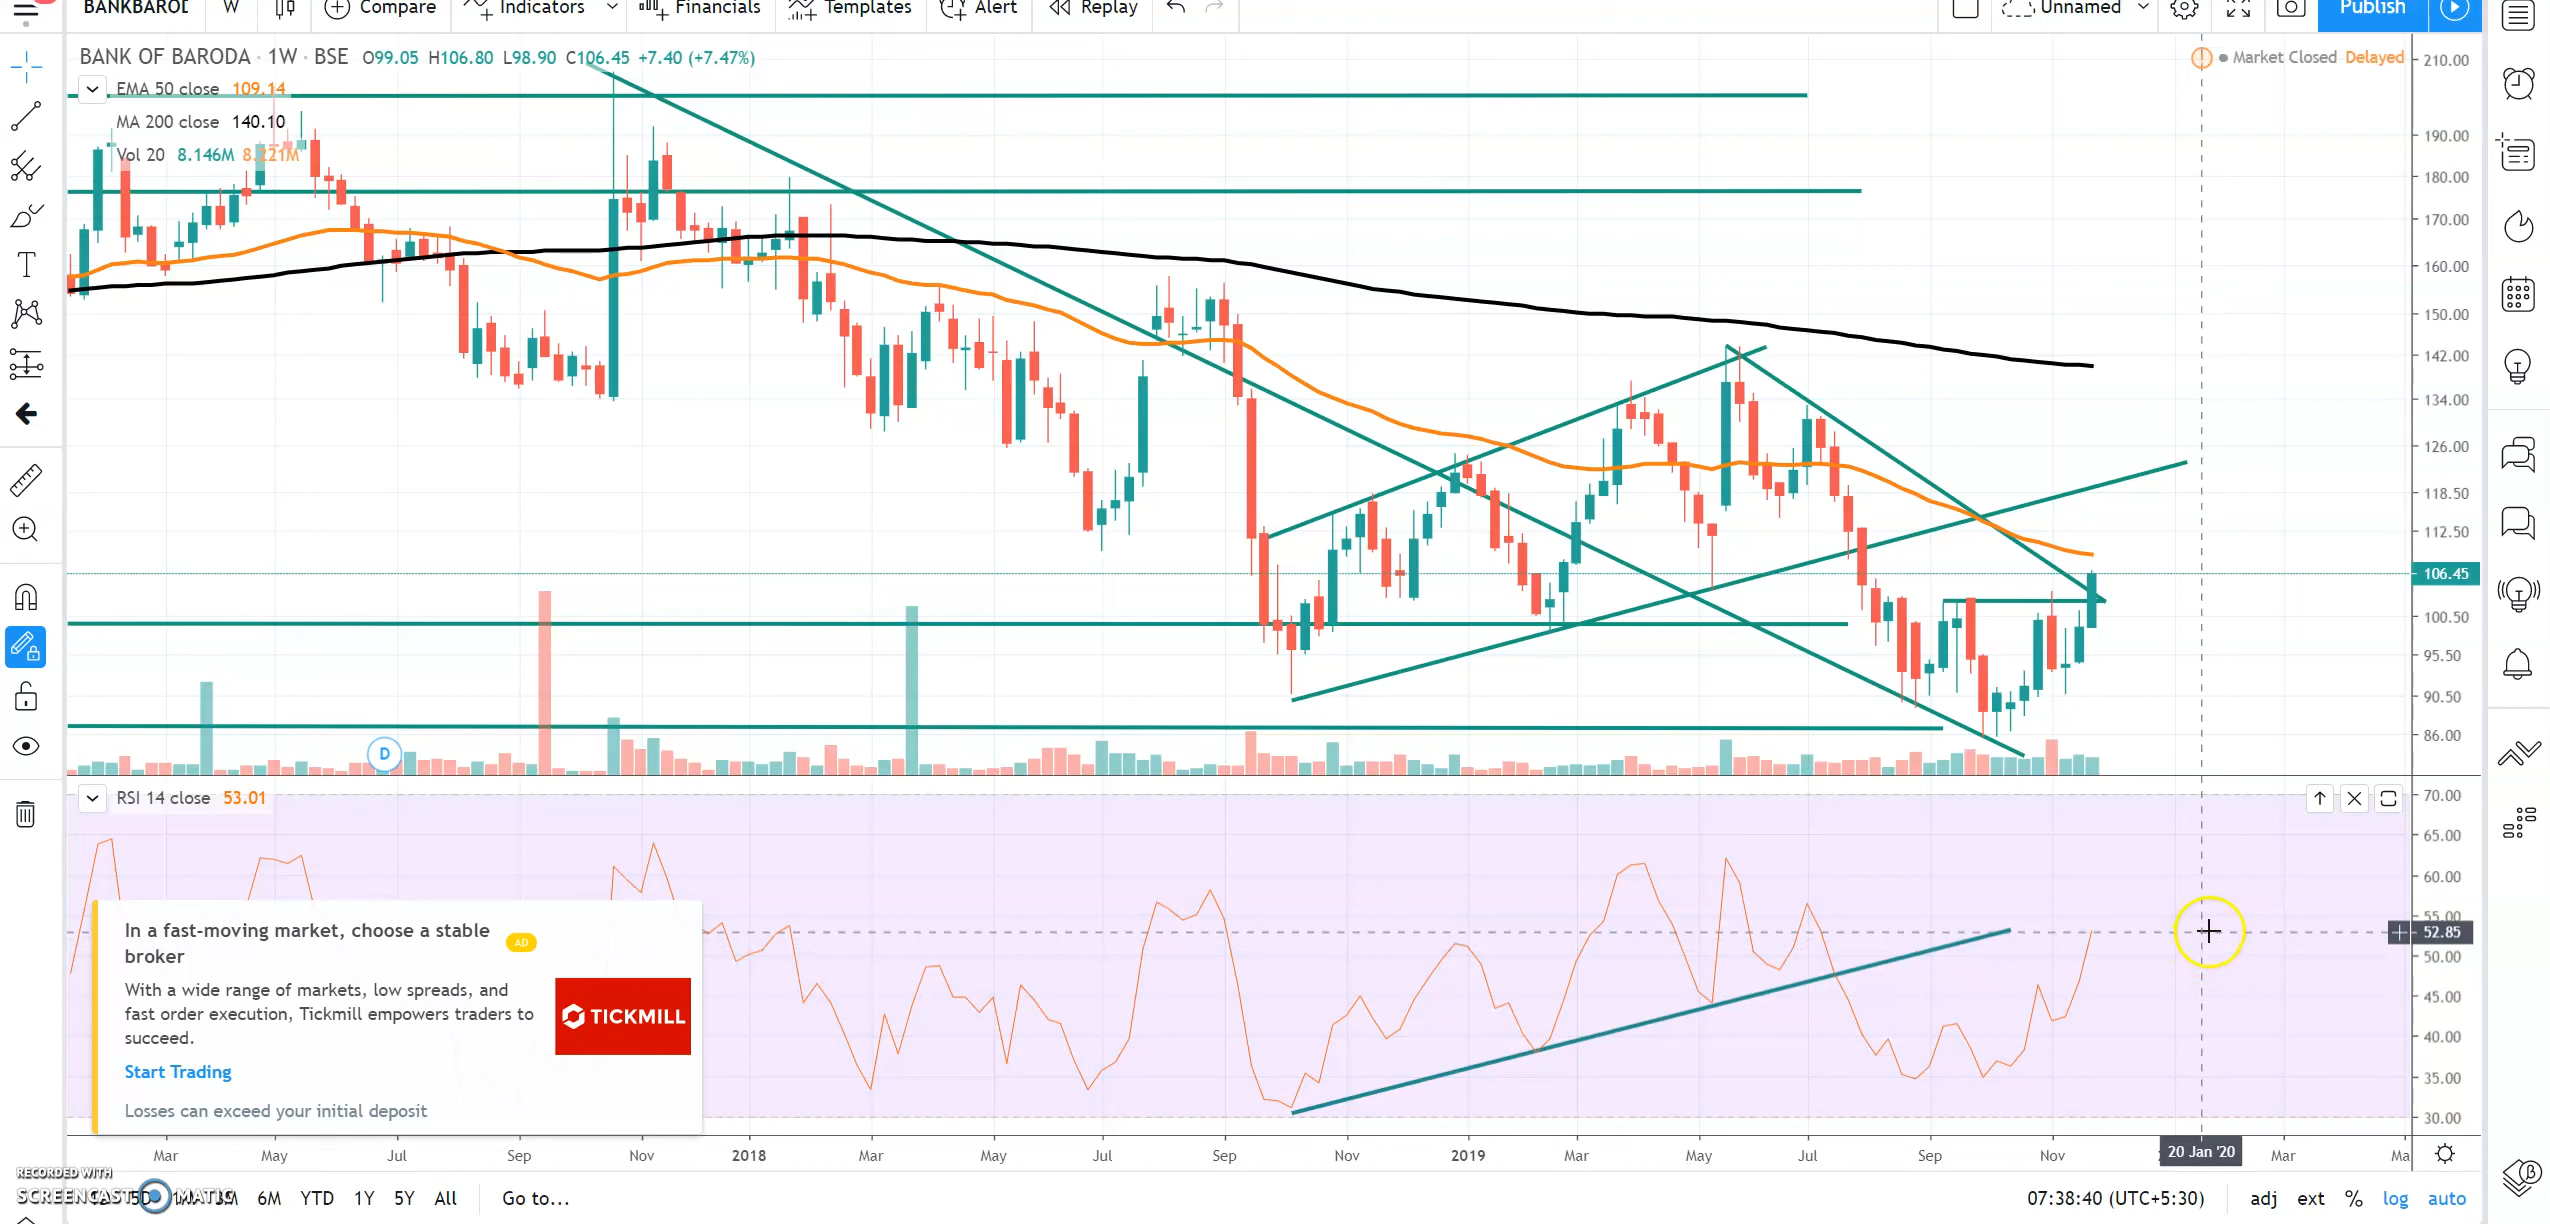 BANKBAROD W Compare Indicators Financials Templates Alert Replay Unnamed Publish
BANK OF BARODA · 1W · BSE O99.05 H106.80 L98.90 C106.45 +7.40 (+7.47%)
Market Closed Delayed
EMA 50 close 109.14
MA 200 close 140.10
Vol 20 8.146M 8.221M
210.00
190.00
180.00
170.00
160.00
150.00
142.00
134.00
126.00
118.50
112.50
106.45
100.50
95.50
90.50
86.00
D
RSI 14 close 53.01
70.00
65.00
60.00
55.00
52.85
50.00
45.00
40.00
35.00
30.00
In a fast-moving market, choose a stable
broker
AD
With a wide range of markets, low spreads, and
fast order execution, Tickmill empowers traders to
succeed.
TICKMILL
Start Trading
Losses can exceed your initial deposit
Mar May Jul Sep Nov 2018 Mar May Jul Sep Nov 2019 Mar May Jul Sep Nov 20 Jan '20 Mar Ma
RECORDED WITH
SCREENCAST MATIC
5D 1M 3M 6M YTD 1Y 5Y All Go to...
07:38:40 (UTC+5:30) adj ext % log auto